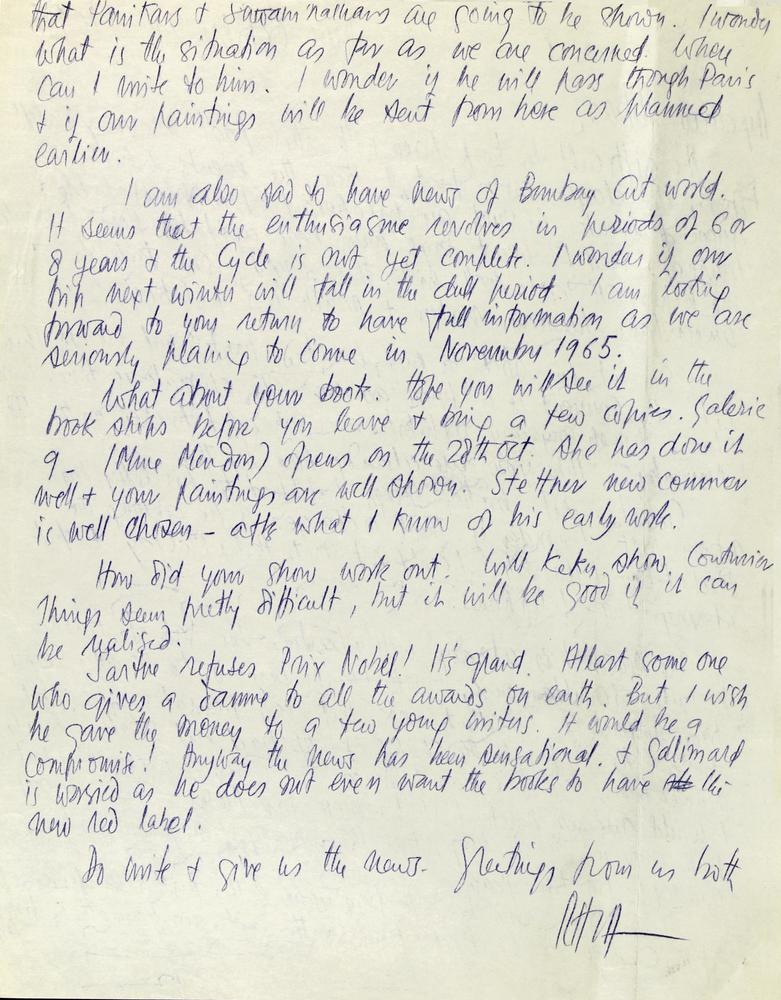 that Panikars & Swaminathans are going to be shown. I wonder
what is the situation as far as we are concerned. When
can I write to him. I wonder if he will pass though Paris
& if our paintings will be sent from here as planned
earlier.
I am also sad to have news of Bombay Art world.
It seems that the enthusiasme revolves in periods of 6 or
8 years & the Cycle is not yet complete. I wonder if our
trip next winter will fall in the dull period. I am looking
forward to your return to have full information as we are
seriously planing to come in November 1965.
What about your book. Hope you will see it in the
book shops before you leave & bring a few copies. Galerie
9 - (Mme Mendon) opens on the 28th Oct. She has done it
well & your paintings are well shown. Stettner new commer
is well chosen - after what I know of his early work.
How did your show work out. Will Keku show Couturier
Things seem pretty difficult, but it will be good if it can
be realised.
Sartre refuses Prix Nobel! It's grand. Atlast some one
who gives a damne to all the awards on earth. But I wish
he gave the money to a few young writers. It would be a
compromise! Anyway the news has been sensational. & Gallimard
is worried as he does not even want the books to have the
new red label.
Do write & give us the news - Greetings from us both